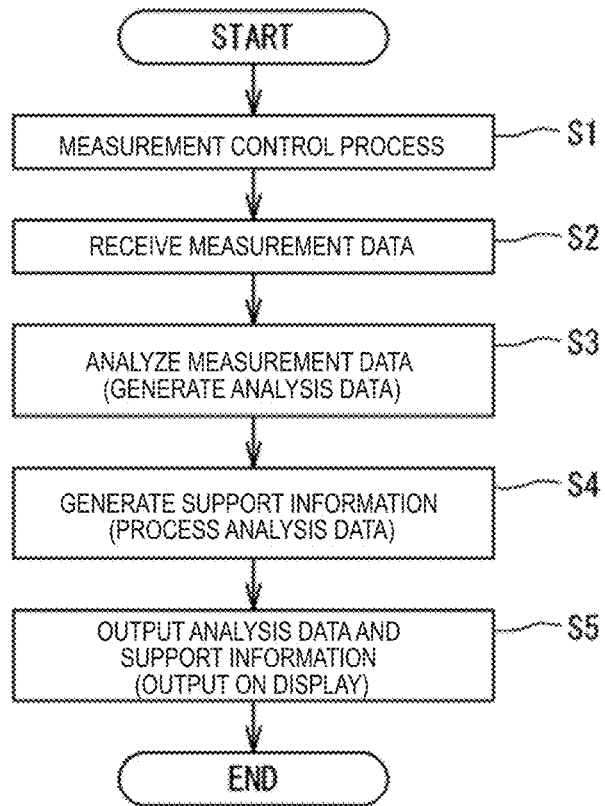 START
MEASUREMENT CONTROL PROCESS
S1
RECEIVE MEASUREMENT DATA
S2
ANALYZE MEASUREMENT DATA
(GENERATE ANALYSIS DATA)
S3
GENERATE SUPPORT INFORMATION
(PROCESS ANALYSIS DATA)
S4
OUTPUT ANALYSIS DATA AND
SUPPORT INFORMATION
(OUTPUT ON DISPLAY)
S5
END